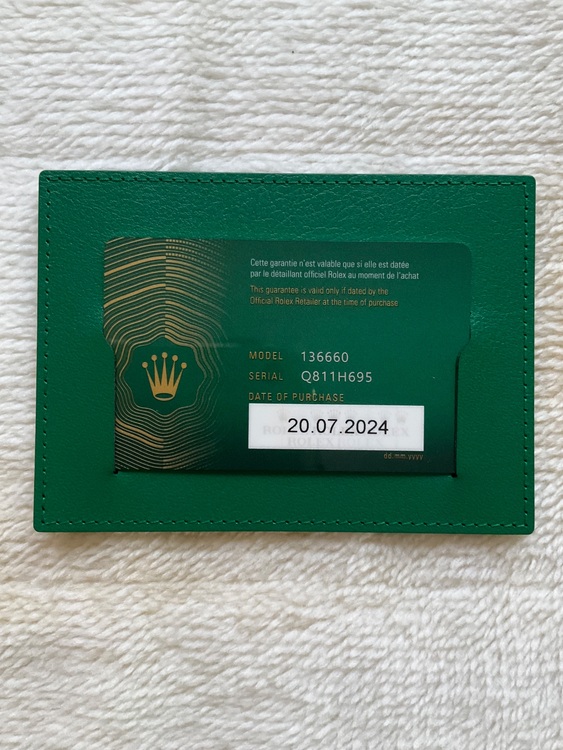 Cette garantie n'est valable que si elle est datée
par le détaillant officiel Rolex au moment de l'achat
This guarantee is valid only if dated by the
Official Rolex Retailer at the time of purchase
MODEL 136660
SERIAL Q811H695
DATE OF PURCHASE
20.07.2024
dd.mm.yyyy